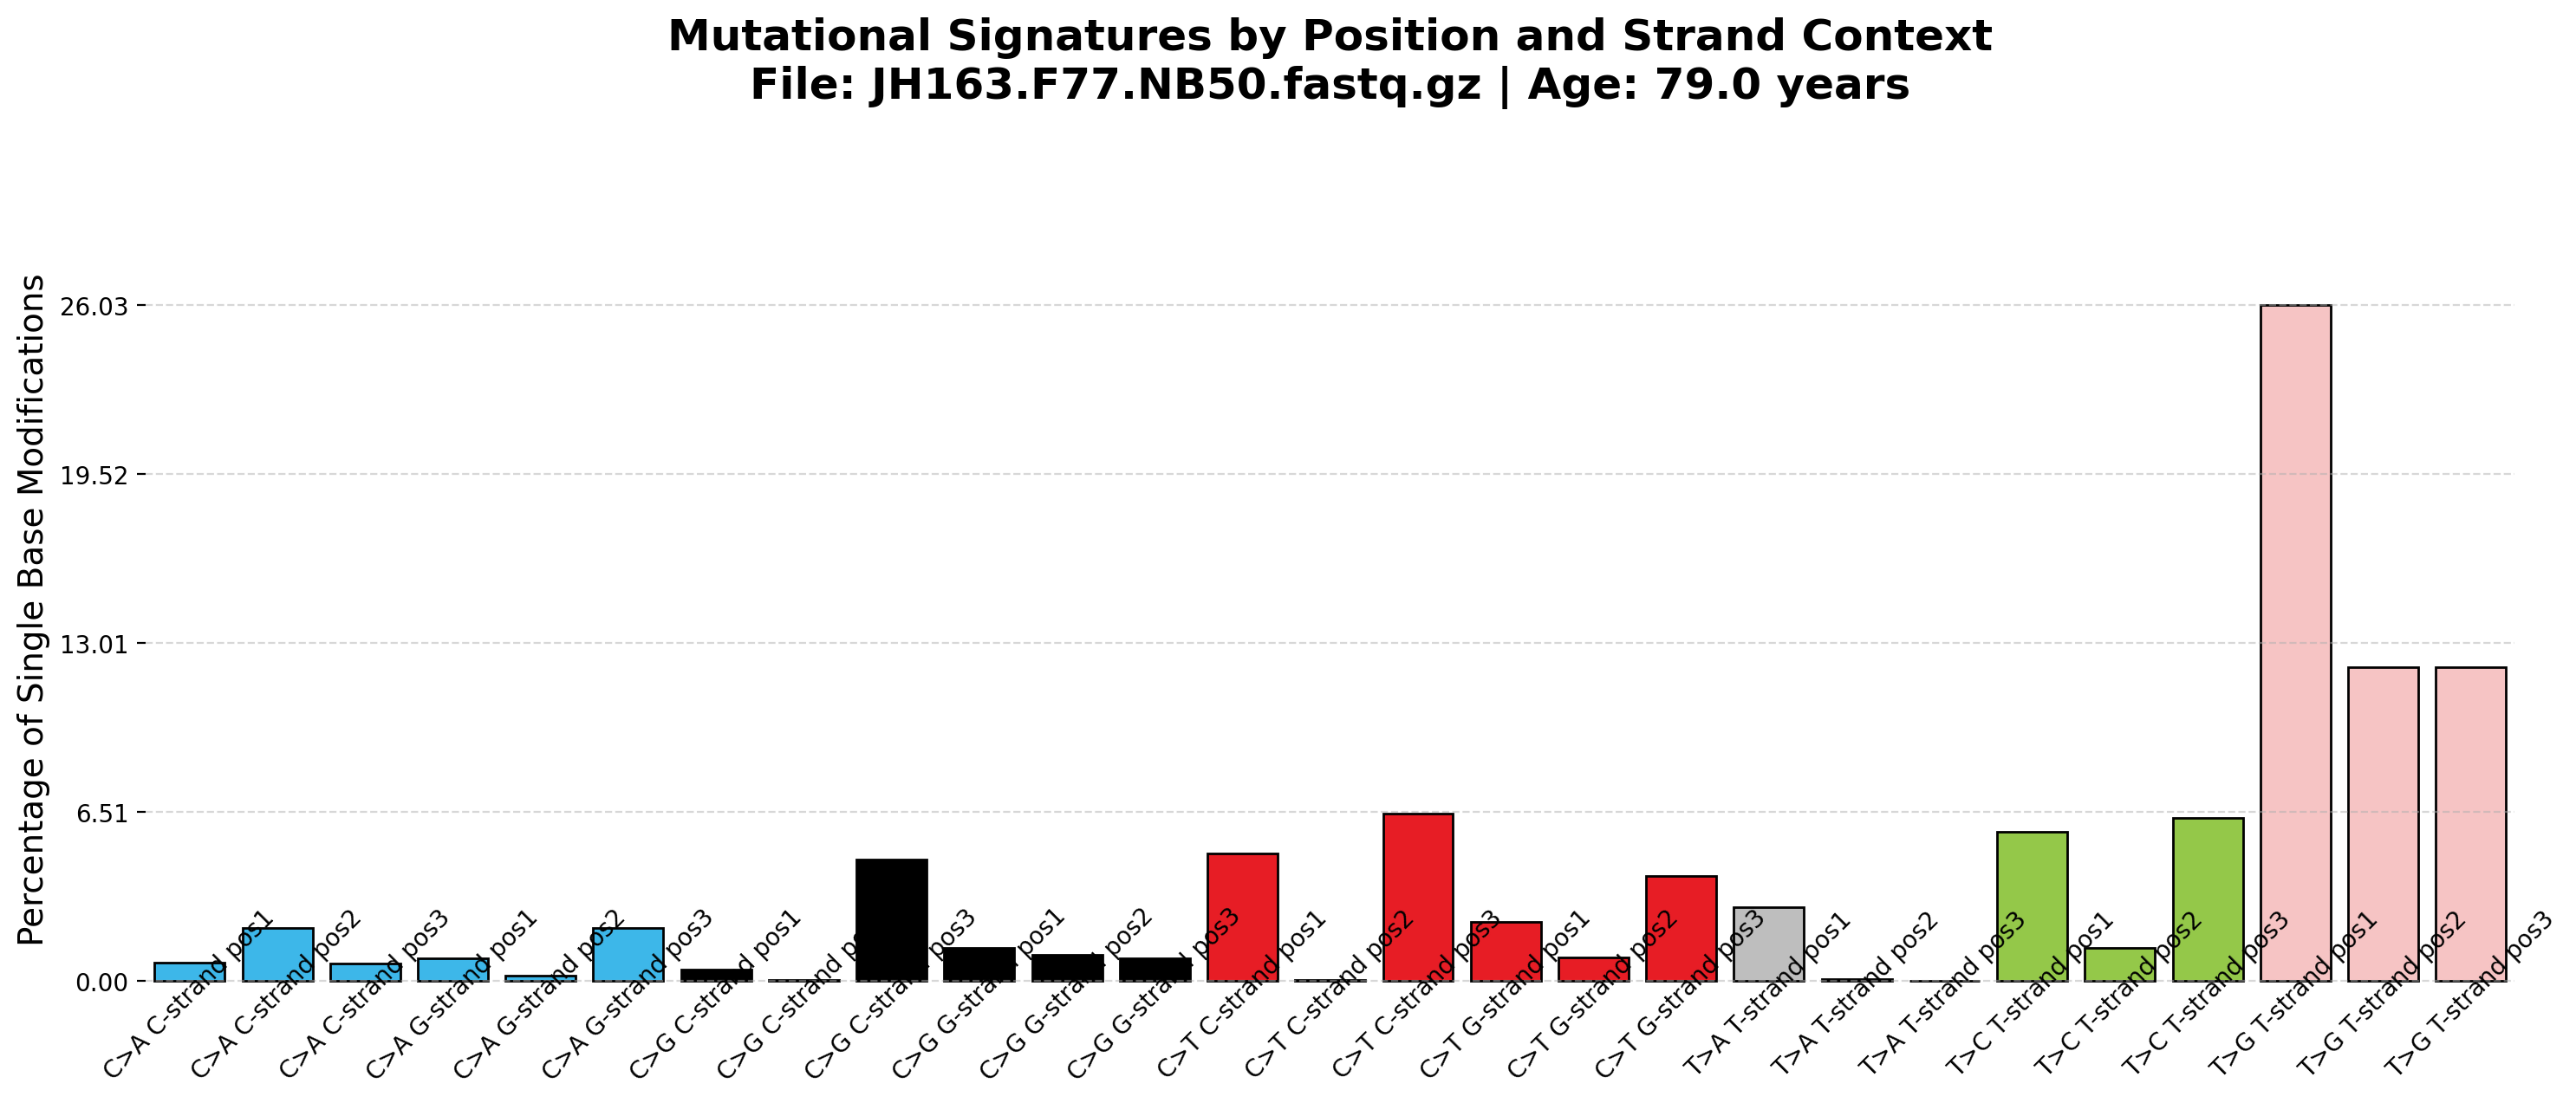 Mutational Signatures by Position and Strand Context
File: JH163.F77.NB50.fastq.gz | Age: 79.0 years
Percentage of Single Base Modifications
26.03
19.52
13.01
6.51
0.00
C>A C-strand pos1
C>A C-strand pos2
C>A C-strand pos3
C>A G-strand pos1
C>A G-strand pos2
C>A G-strand pos3
C>G C-strand pos1
C>G C-strand pos2
C>G C-strand pos3
C>G G-strand pos1
C>G G-strand pos2
C>G G-strand pos3
C>T C-strand pos1
C>T C-strand pos2
C>T C-strand pos3
C>T G-strand pos1
C>T G-strand pos2
C>T G-strand pos3
T>A T-strand pos1
T>A T-strand pos2
T>A T-strand pos3
T>C T-strand pos1
T>C T-strand pos2
T>C T-strand pos3
T>G T-strand pos1
T>G T-strand pos2
T>G T-strand pos3